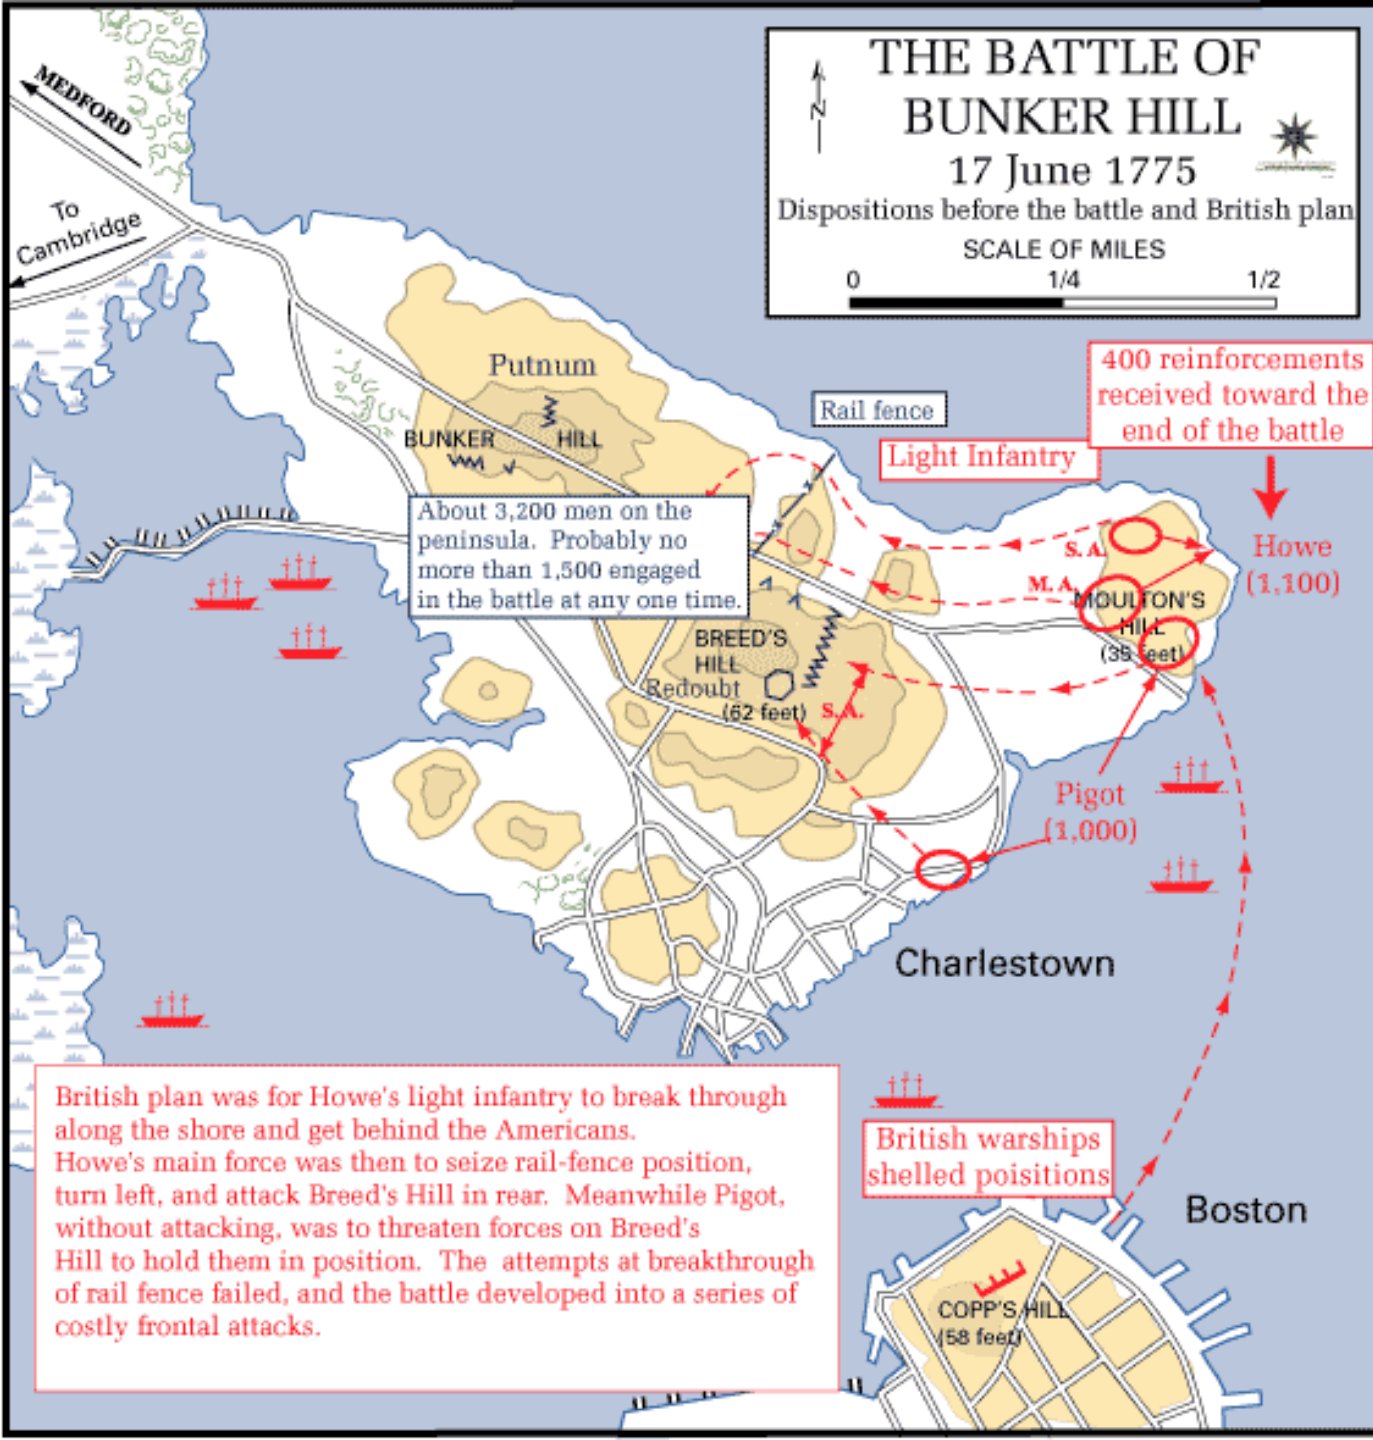 THE BATTLE OF
BUNKER HILL
17 June 1775
Dispositions before the battle and British plan
SCALE OF MILES
0 1/4 1/2
N
MEDFORD
To
Cambridge
Putnum
BUNKER HILL
Rail fence
Light Infantry
400 reinforcements
received toward the
end of the battle
About 3,200 men on the
peninsula. Probably no
more than 1,500 engaged
in the battle at any one time.
S.A.
M.A.
Howe
(1,100)
MOULTON'S
HILL
(35 feet)
BREED'S
HILL
Redoubt
(62 feet)
S.A.
Pigot
(1,000)
Charlestown
British plan was for Howe's light infantry to break through
along the shore and get behind the Americans.
Howe's main force was then to seize rail-fence position,
turn left, and attack Breed's Hill in rear. Meanwhile Pigot,
without attacking, was to threaten forces on Breed's
Hill to hold them in position. The attempts at breakthrough
of rail fence failed, and the battle developed into a series of
costly frontal attacks.
British warships
shelled poisitions
Boston
COPP'S HILL
(58 feet)